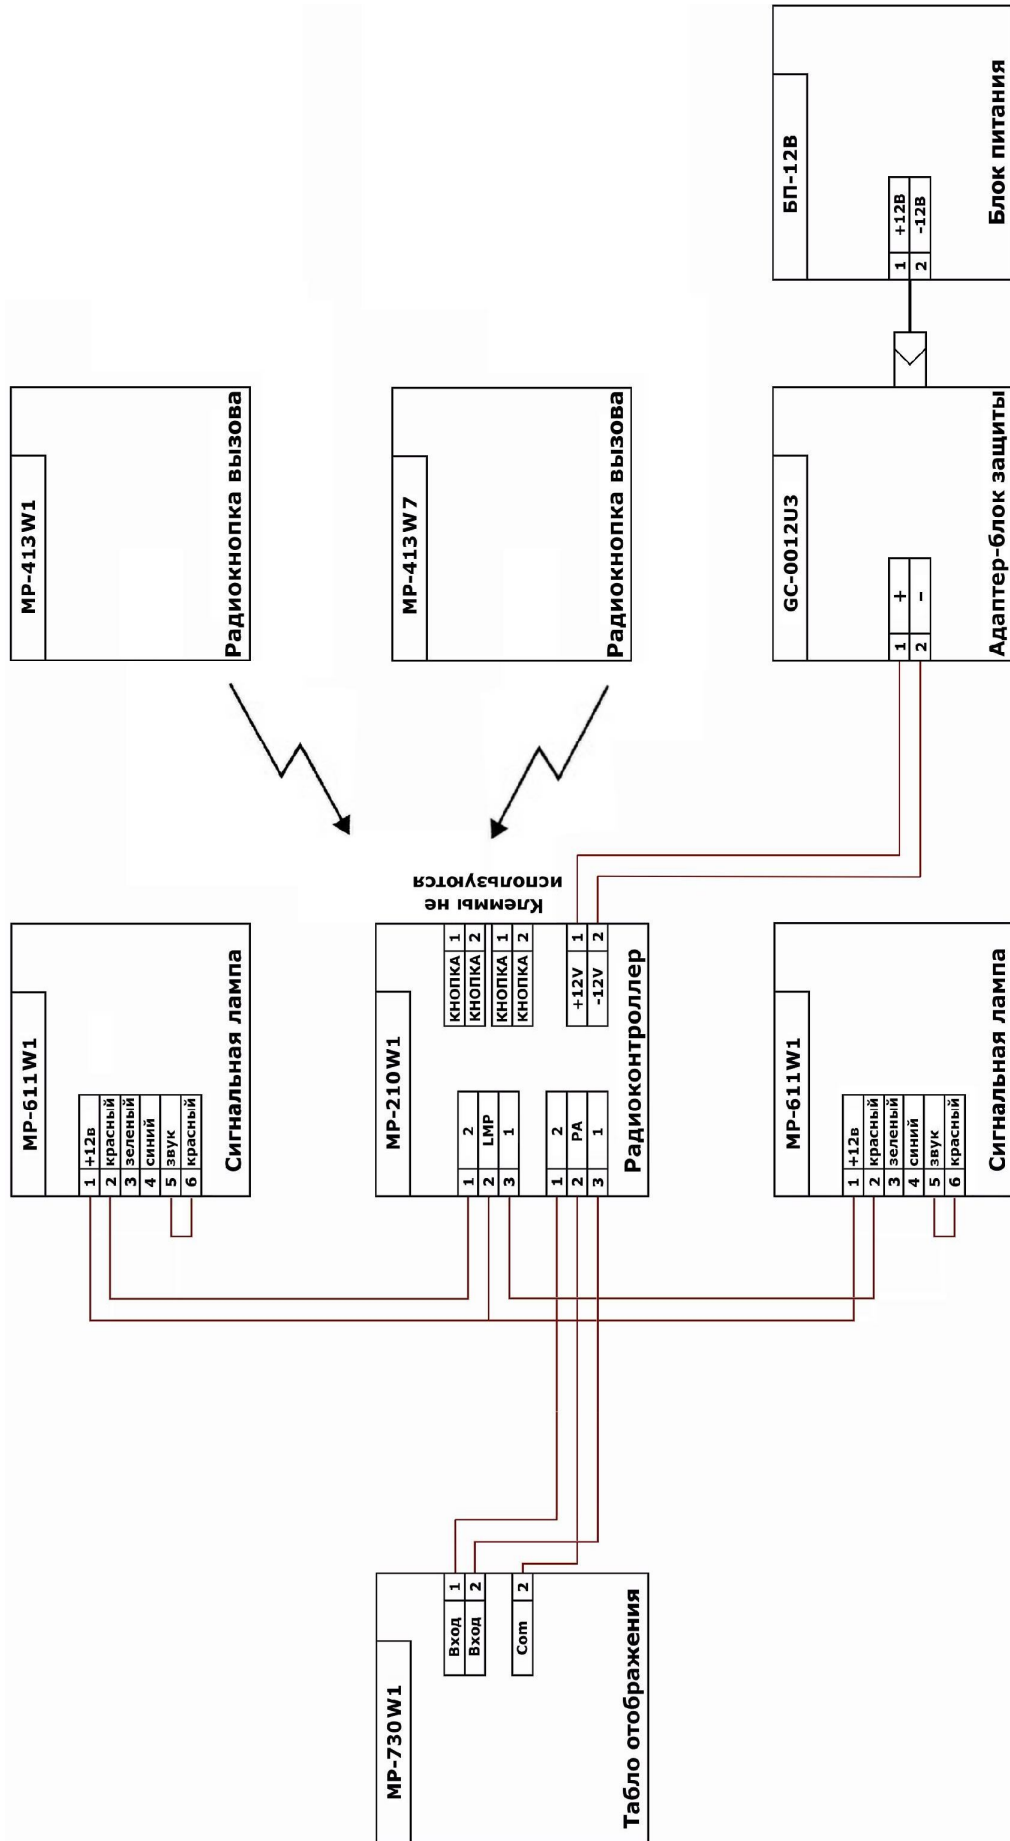 МР-611W1
1 +12в
2 красный
3 зеленый
4 синий
5 звук
6 красный
Сигнальная лампа
МР-413W1
Радиокнопка вызова
МР-730W1
Вход 1
Вход 2
Com 2
Табло отображения
МР-210W1
1 2
2 LMP
3 1
1 2
2 PA
3 1
КНОПКА 1
КНОПКА 2
КНОПКА 1
КНОПКА 2
+12V 1
-12V 2
Радиоконтроллер
Клеммы не
используются
МР-413W7
Радиокнопка вызова
МР-611W1
1 +12в
2 красный
3 зеленый
4 синий
5 звук
6 красный
Сигнальная лампа
GC-0012U3
1 +
2 –
Адаптер-блок защиты
БП-12В
1 +12В
2 -12В
Блок питания